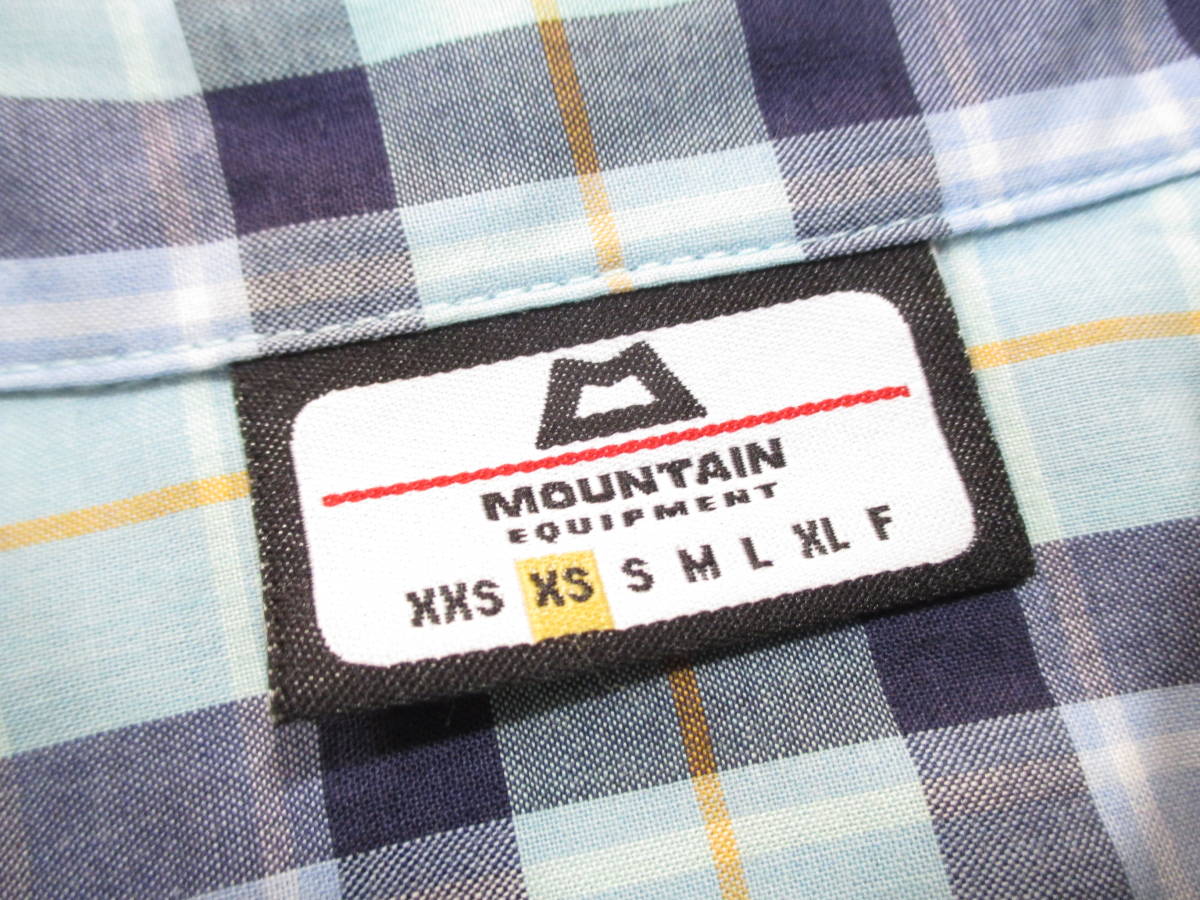 MOUNTAIN
EQUIPMENT
XXS XS S M L XL F